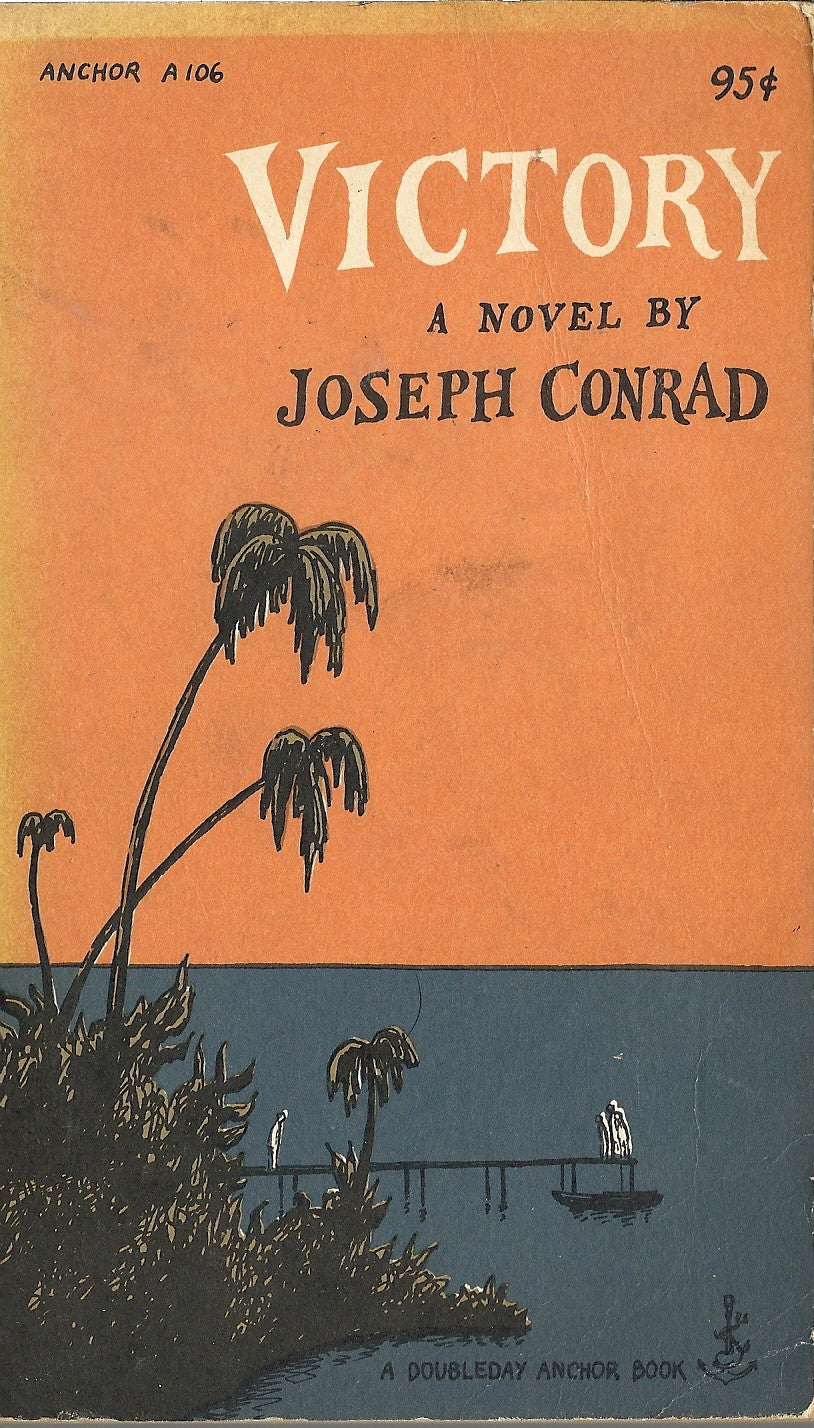 ANCHOR A106
95¢
VICTORY
A NOVEL BY
JOSEPH CONRAD
A DOUBLEDAY ANCHOR BOOK